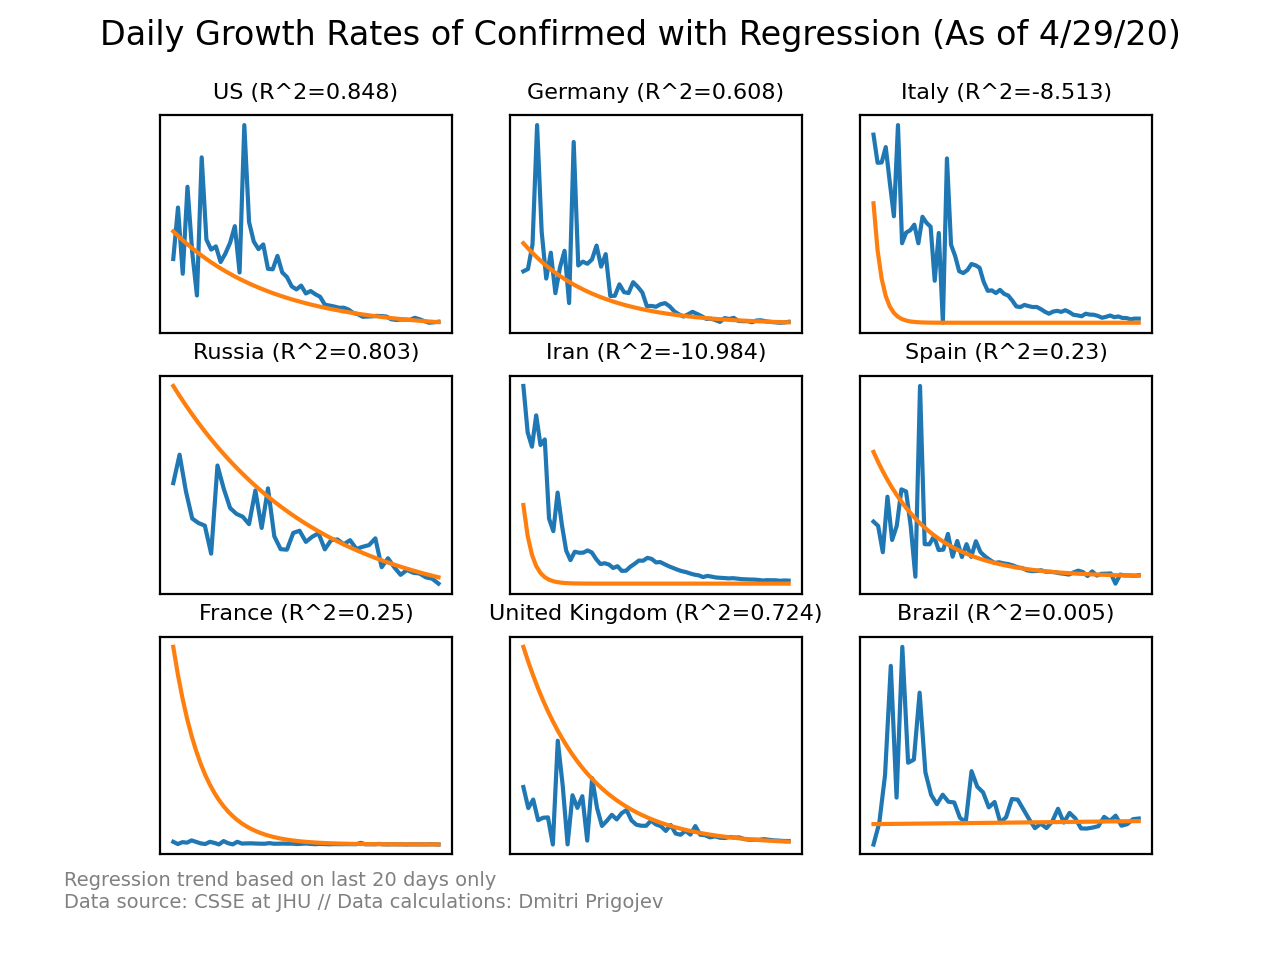 Daily Growth Rates of Confirmed with Regression (As of 4/29/20)
US (R^2=0.848)
Germany (R^2=0.608)
Italy (R^2=-8.513)
Russia (R^2=0.803)
Iran (R^2=-10.984)
Spain (R^2=0.23)
France (R^2=0.25)
United Kingdom (R^2=0.724)
Brazil (R^2=0.005)
Regression trend based on last 20 days only
Data source: CSSE at JHU // Data calculations: Dmitri Prigojev